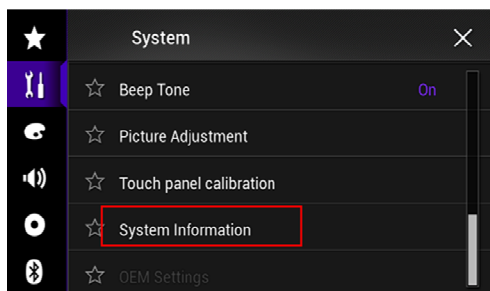 System
Beep Tone On
Picture Adjustment
Touch panel calibration
System Information
OEM Settings